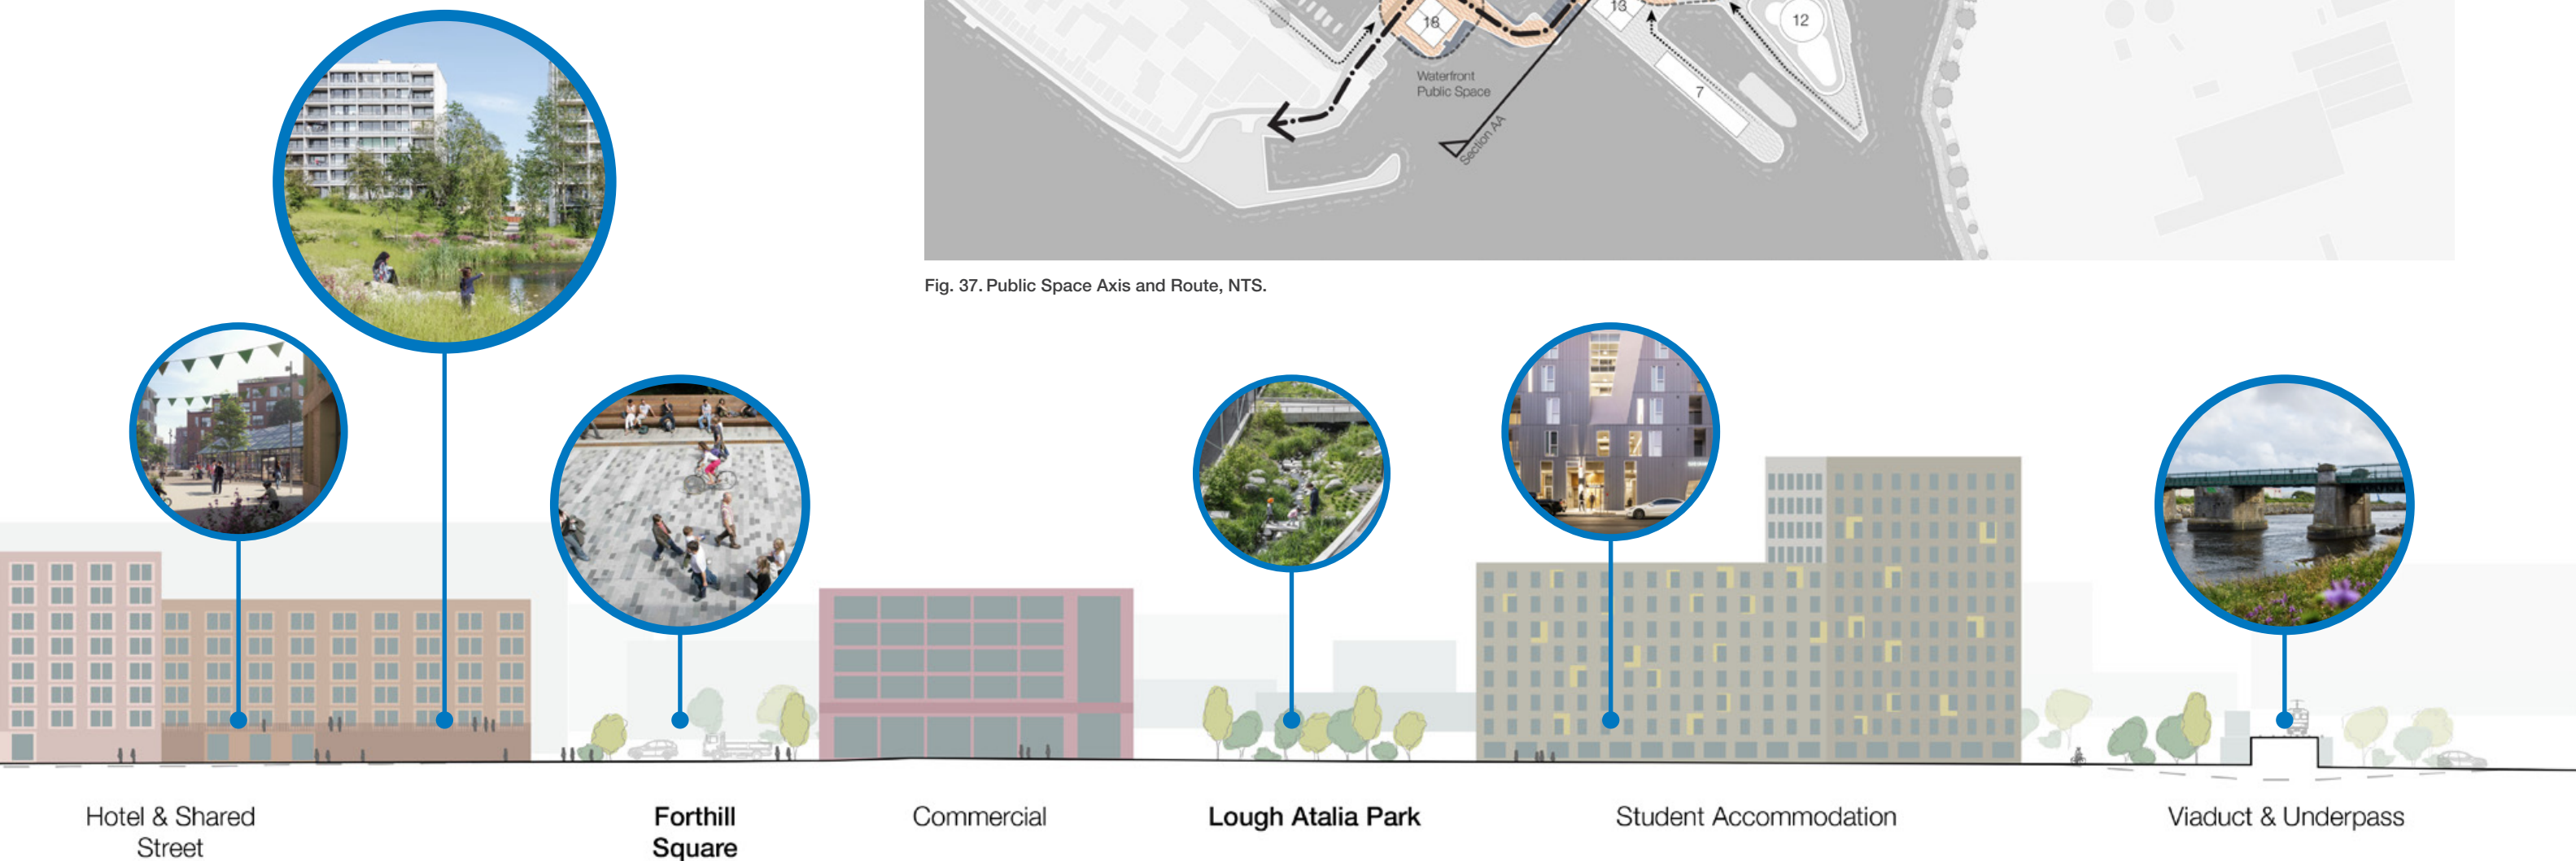 18
13
12
7
Waterfront
Public Space
Section AA
Fig. 37. Public Space Axis and Route, NTS.
Hotel & Shared
Street
Forthill
Square
Commercial
Lough Atalia Park
Student Accommodation
Viaduct & Underpass